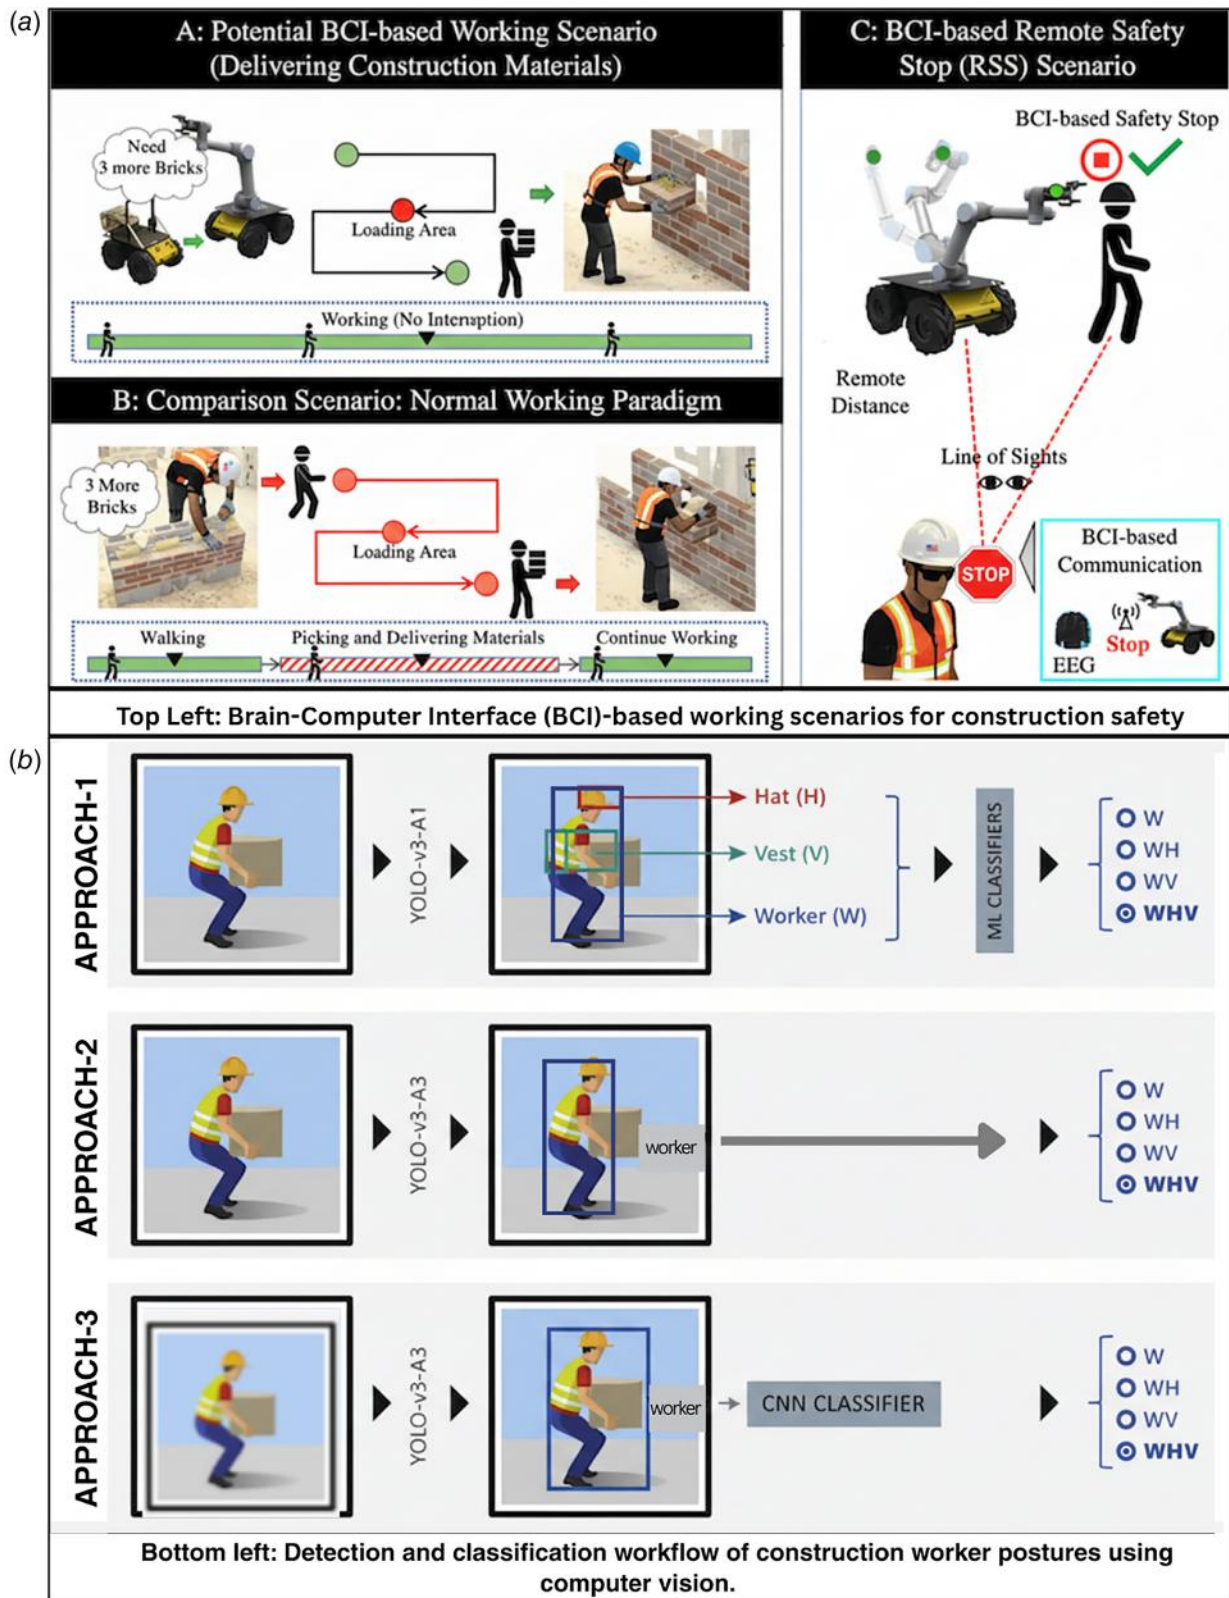 (a)
A: Potential BCI-based Working Scenario
(Delivering Construction Materials)
Need
3 more Bricks
Loading Area
Working (No Interruption)
B: Comparison Scenario: Normal Working Paradigm
3 More
Bricks
Loading Area
Walking
Picking and Delivering Materials
Continue Working
C: BCI-based Remote Safety
Stop (RSS) Scenario
BCI-based Safety Stop
Remote
Distance
Line of Sights
STOP
BCI-based
Communication
EEG
Stop
Top Left: Brain-Computer Interface (BCI)-based working scenarios for construction safety
(b)
APPROACH-1
YOLO-v3-A1
Hat (H)
Vest (V)
Worker (W)
ML CLASSIFIERS
W
WH
WV
WHV
APPROACH-2
YOLO-v3-A3
worker
W
WH
WV
WHV
APPROACH-3
YOLO-v3-A3
worker
CNN CLASSIFIER
W
WH
WV
WHV
Bottom left: Detection and classification workflow of construction worker postures using
computer vision.